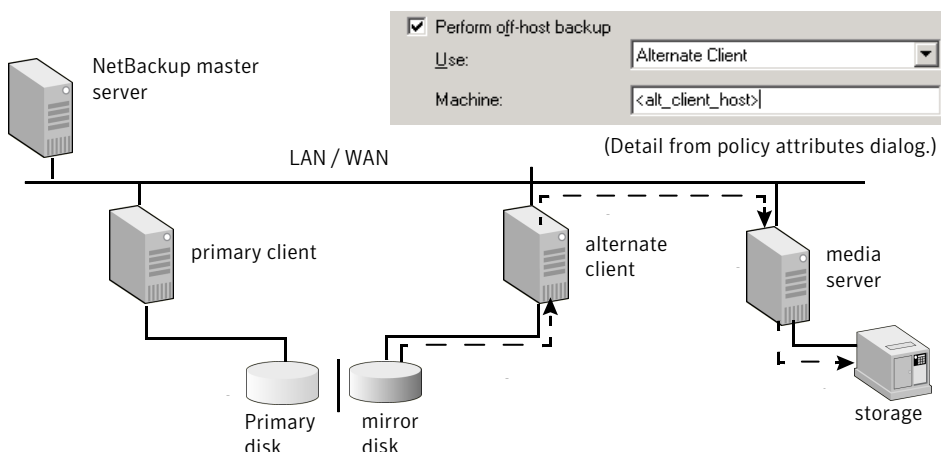 Perform off-host backup
Use:
Alternate Client
Machine:
<alt_client_host>
(Detail from policy attributes dialog.)
NetBackup master
server
LAN / WAN
primary client
alternate
client
media
server
Primary
disk
mirror
disk
storage